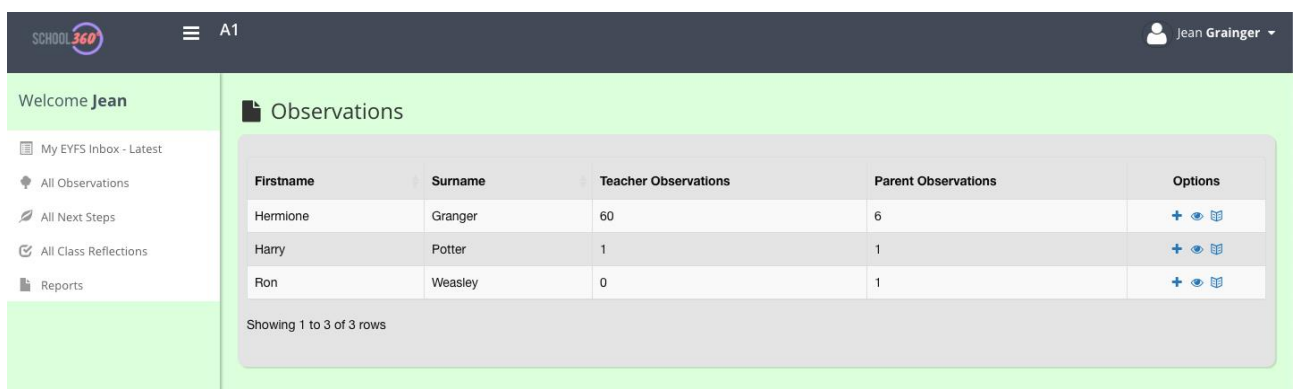 SCHOOL 360°
A1
Jean Grainger
Welcome Jean
My EYFS Inbox - Latest
All Observations
All Next Steps
All Class Reflections
Reports
Observations
Firstname Surname Teacher Observations Parent Observations Options
Hermione Granger 60 6
Harry Potter 1 1
Ron Weasley 0 1
Showing 1 to 3 of 3 rows